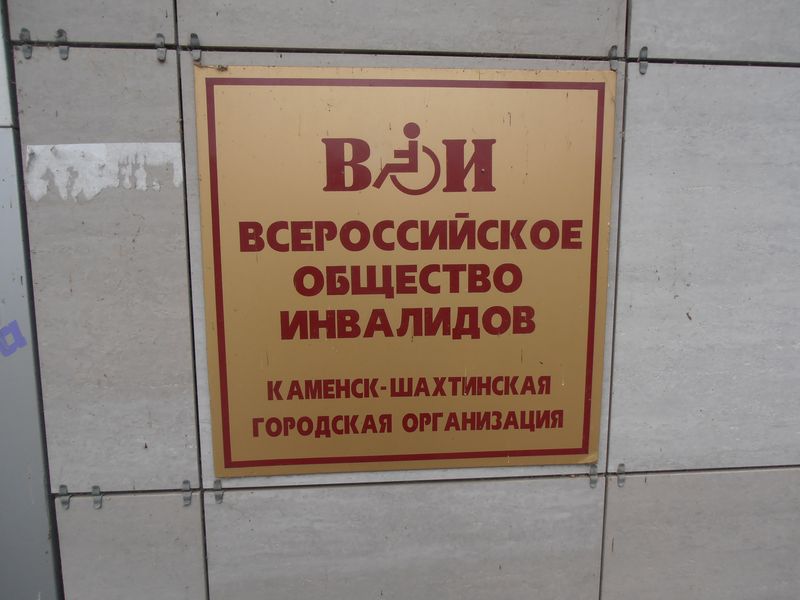 ВОИ
ВСЕРОССИЙСКОЕ
ОБЩЕСТВО
ИНВАЛИДОВ
КАМЕНСК-ШАХТИНСКАЯ
ГОРОДСКАЯ ОРГАНИЗАЦИЯ